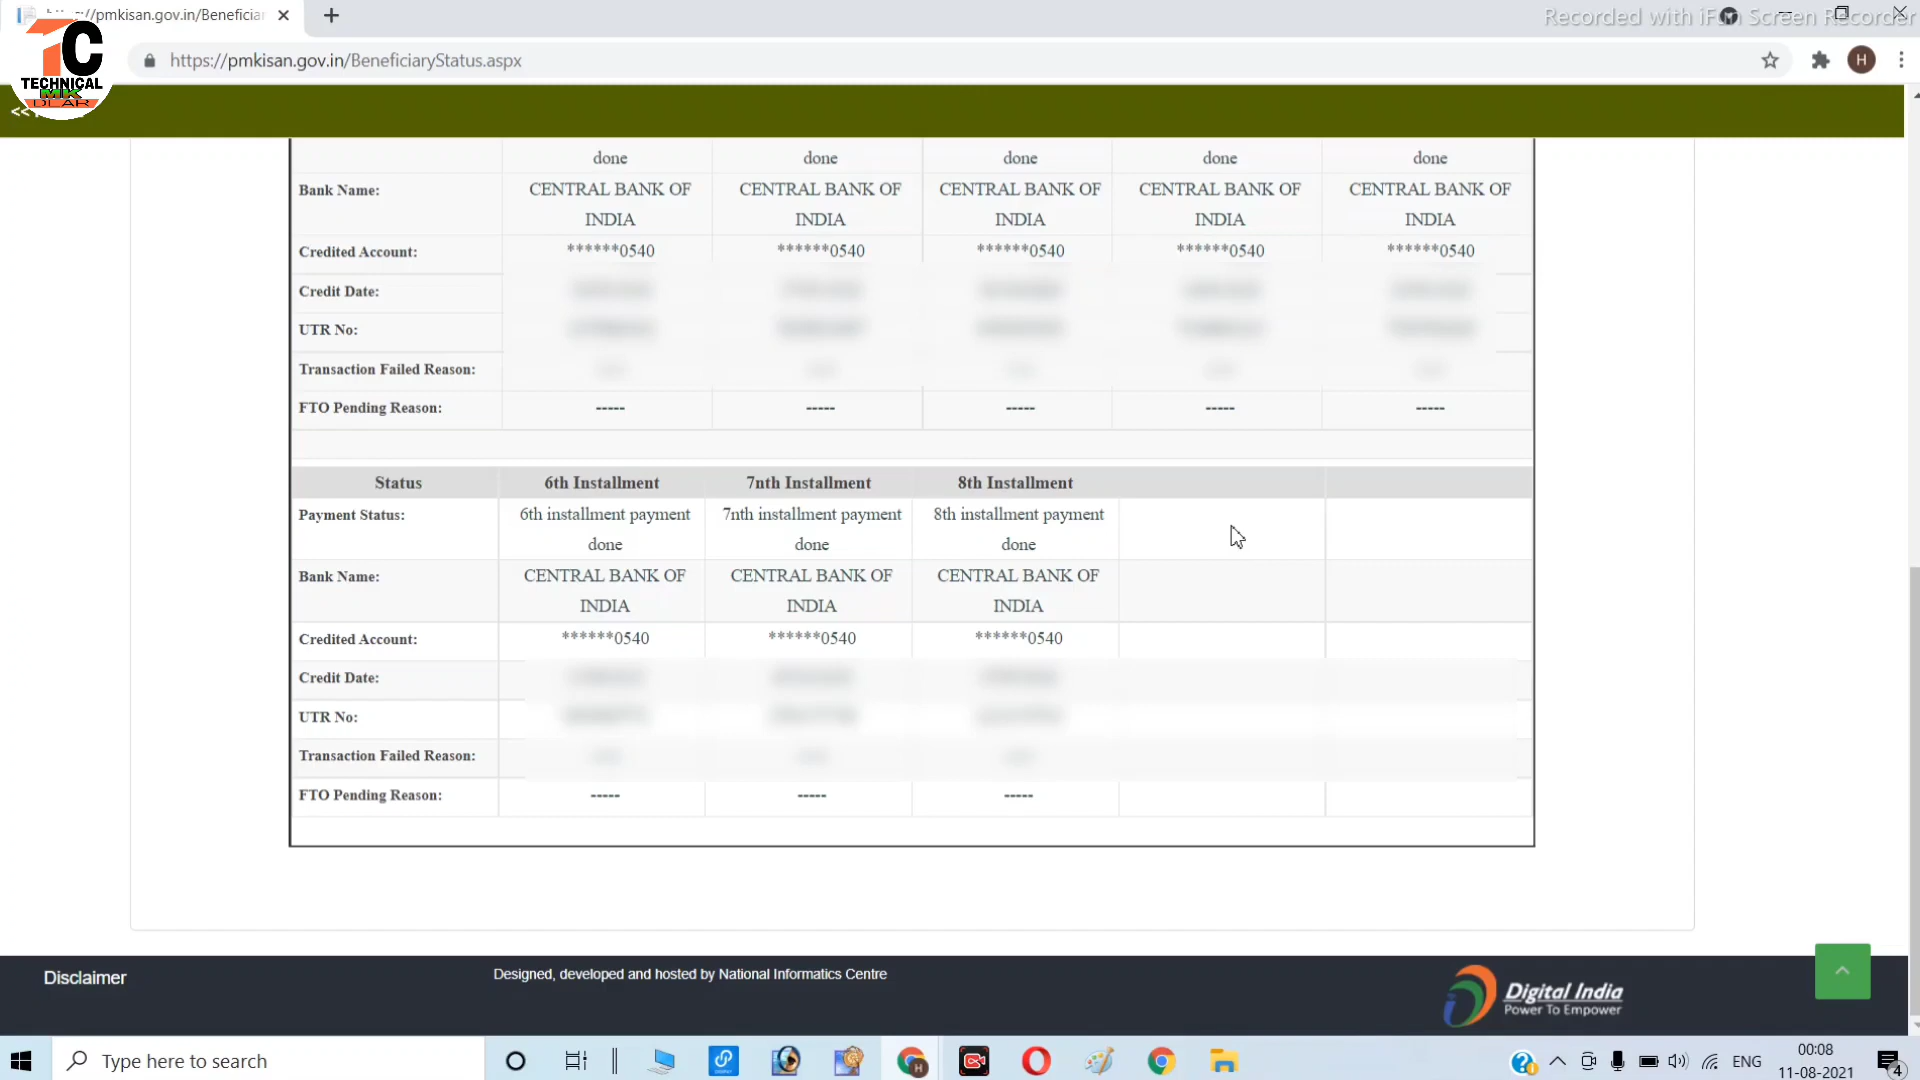 //pmkisan.gov.in/Beneficiar
Recorded with iFun Screen Recorder
https://pmkisan.gov.in/BeneficiaryStatus.aspx
H
TC
TECHNICAL
MK
DLAR
<<
done done done done done
Bank Name: CENTRAL BANK OF CENTRAL BANK OF CENTRAL BANK OF CENTRAL BANK OF CENTRAL BANK OF
INDIA INDIA INDIA INDIA INDIA
Credited Account: ******0540 ******0540 ******0540 ******0540 ******0540
Credit Date:
UTR No:
Transaction Failed Reason:
FTO Pending Reason: ----- ----- ----- ----- -----
Status 6th Installment 7nth Installment 8th Installment
Payment Status: 6th installment payment 7nth installment payment 8th installment payment
done done done
Bank Name: CENTRAL BANK OF CENTRAL BANK OF CENTRAL BANK OF
INDIA INDIA INDIA
Credited Account: ******0540 ******0540 ******0540
Credit Date:
UTR No:
Transaction Failed Reason:
FTO Pending Reason: ----- ----- -----
Disclaimer
Designed, developed and hosted by National Informatics Centre
Digital India
Power To Empower
Type here to search
ENG
00:08
11-08-2021
4